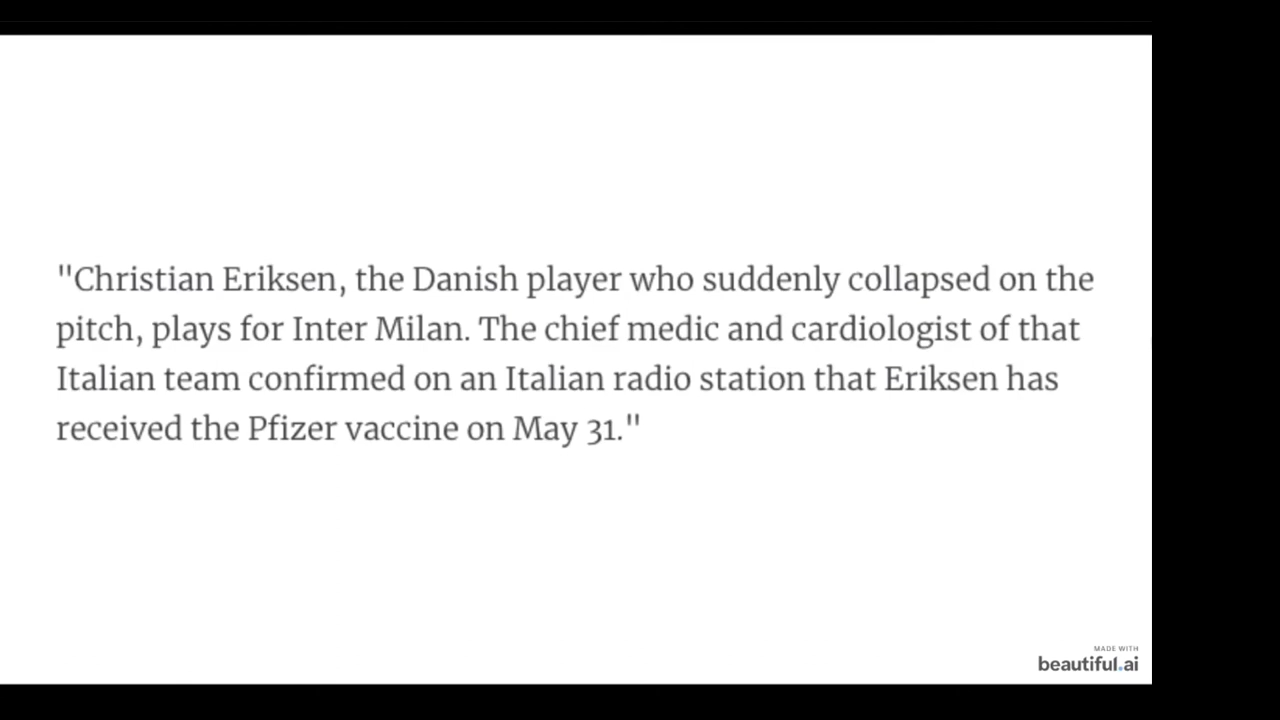 "Christian Eriksen, the Danish player who suddenly collapsed on the
pitch, plays for Inter Milan. The chief medic and cardiologist of that
Italian team confirmed on an Italian radio station that Eriksen has
received the Pfizer vaccine on May 31."
MADE WITH
beautiful.ai